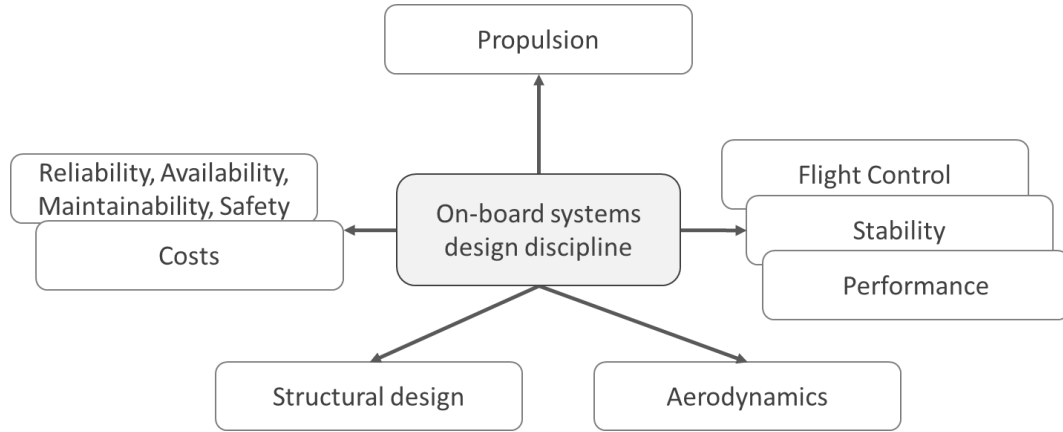 Propulsion
Reliability, Availability,
Maintainability, Safety
Costs
On-board systems
design discipline
Flight Control
Stability
Performance
Structural design
Aerodynamics